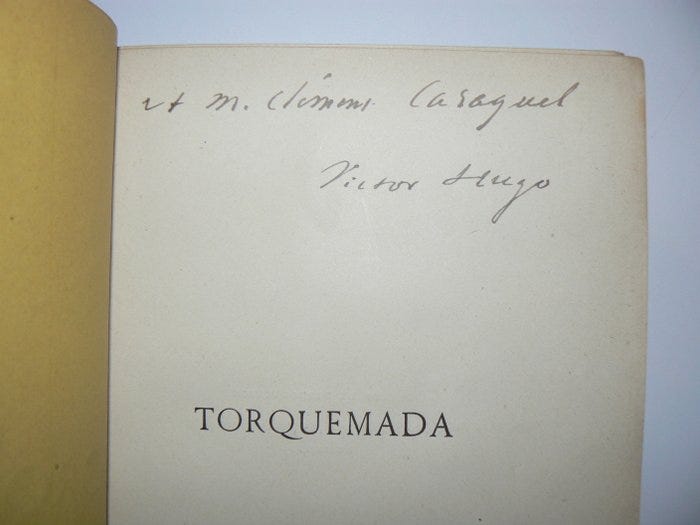 A M. Clément Caraguel
Victor Hugo
TORQUEMADA